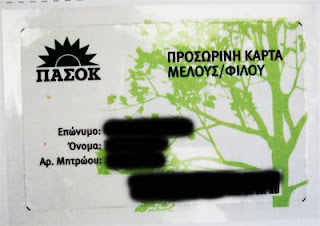 ΠΑΣΟΚ
ΠΡΟΣΩΡΙΝΗ ΚΑΡΤΑ
ΜΕΛΟΥΣ/ΦΙΛΟΥ
Επώνυμο:
Όνομα:
Αρ. Μητρώου: